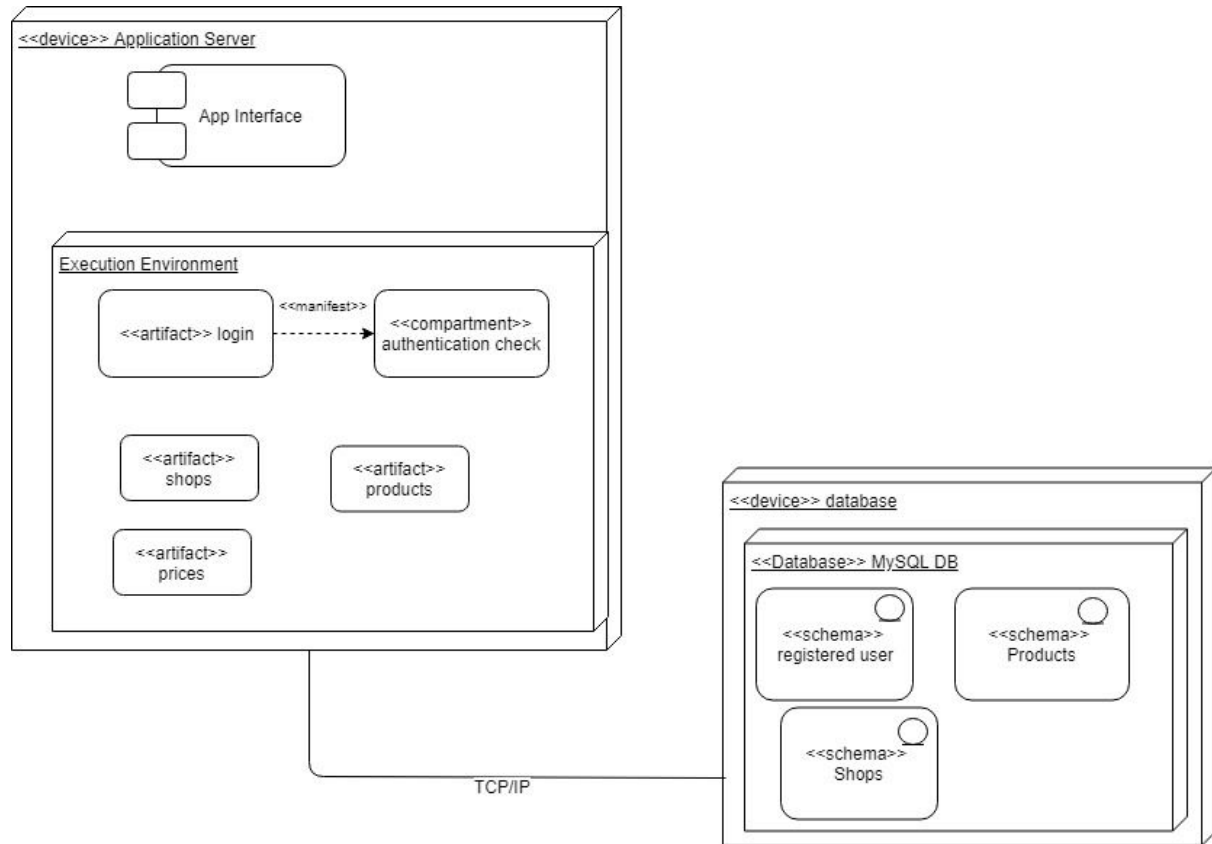 <<device>> Application Server
App Interface
Execution Environment
<<artifact>> login
<<manifest>>
<<compartment>>
authentication check
<<artifact>>
shops
<<artifact>>
products
<<artifact>>
prices
<<device>> database
<<Database>> MySQL DB
<<schema>>
registered user
<<schema>>
Products
<<schema>>
Shops
TCP/IP